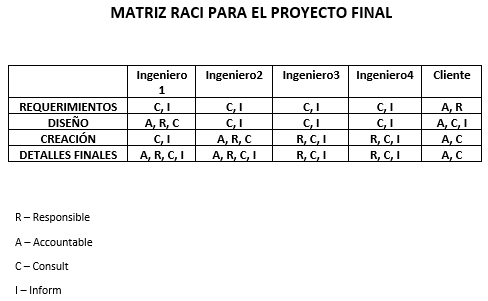 MATRIZ RACI PARA EL PROYECTO FINAL
Ingeniero 1 Ingeniero2 Ingeniero3 Ingeniero4 Cliente
REQUERIMIENTOS C, I C, I C, I C, I A, R
DISEÑO A, R, C C, I C, I C, I A, C, I
CREACIÓN C, I A, R, C R, C, I R, C, I A, C
DETALLES FINALES A, R, C, I A, R, C, I R, C, I R, C, I A, C
R – Responsible
A – Accountable
C – Consult
I – Inform